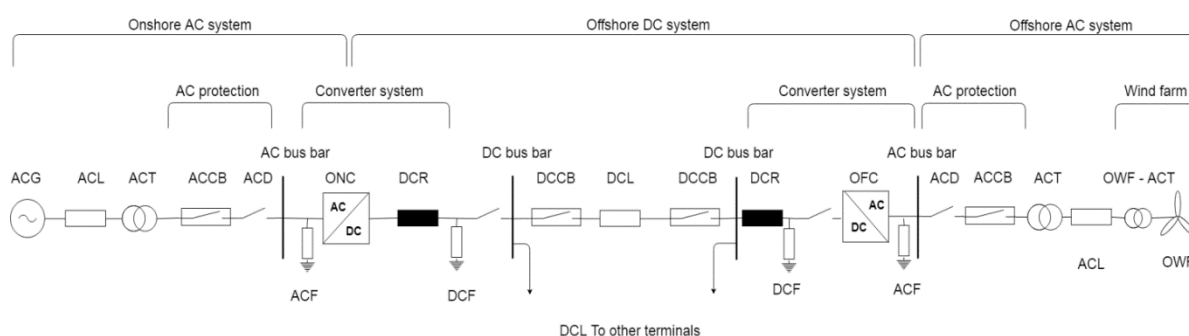 Onshore AC system Offshore DC system Offshore AC system
AC protection Converter system Converter system AC protection Wind farm
AC bus bar DC bus bar DC bus bar AC bus bar
ACG ACL ACT ACCB ACD ONC DCR DCCB DCL DCCB DCR OFC ACD ACCB ACT OWF - ACT
AC
DC
AC
DC
ACL OWF
ACF DCF DCF ACF
DCL To other terminals